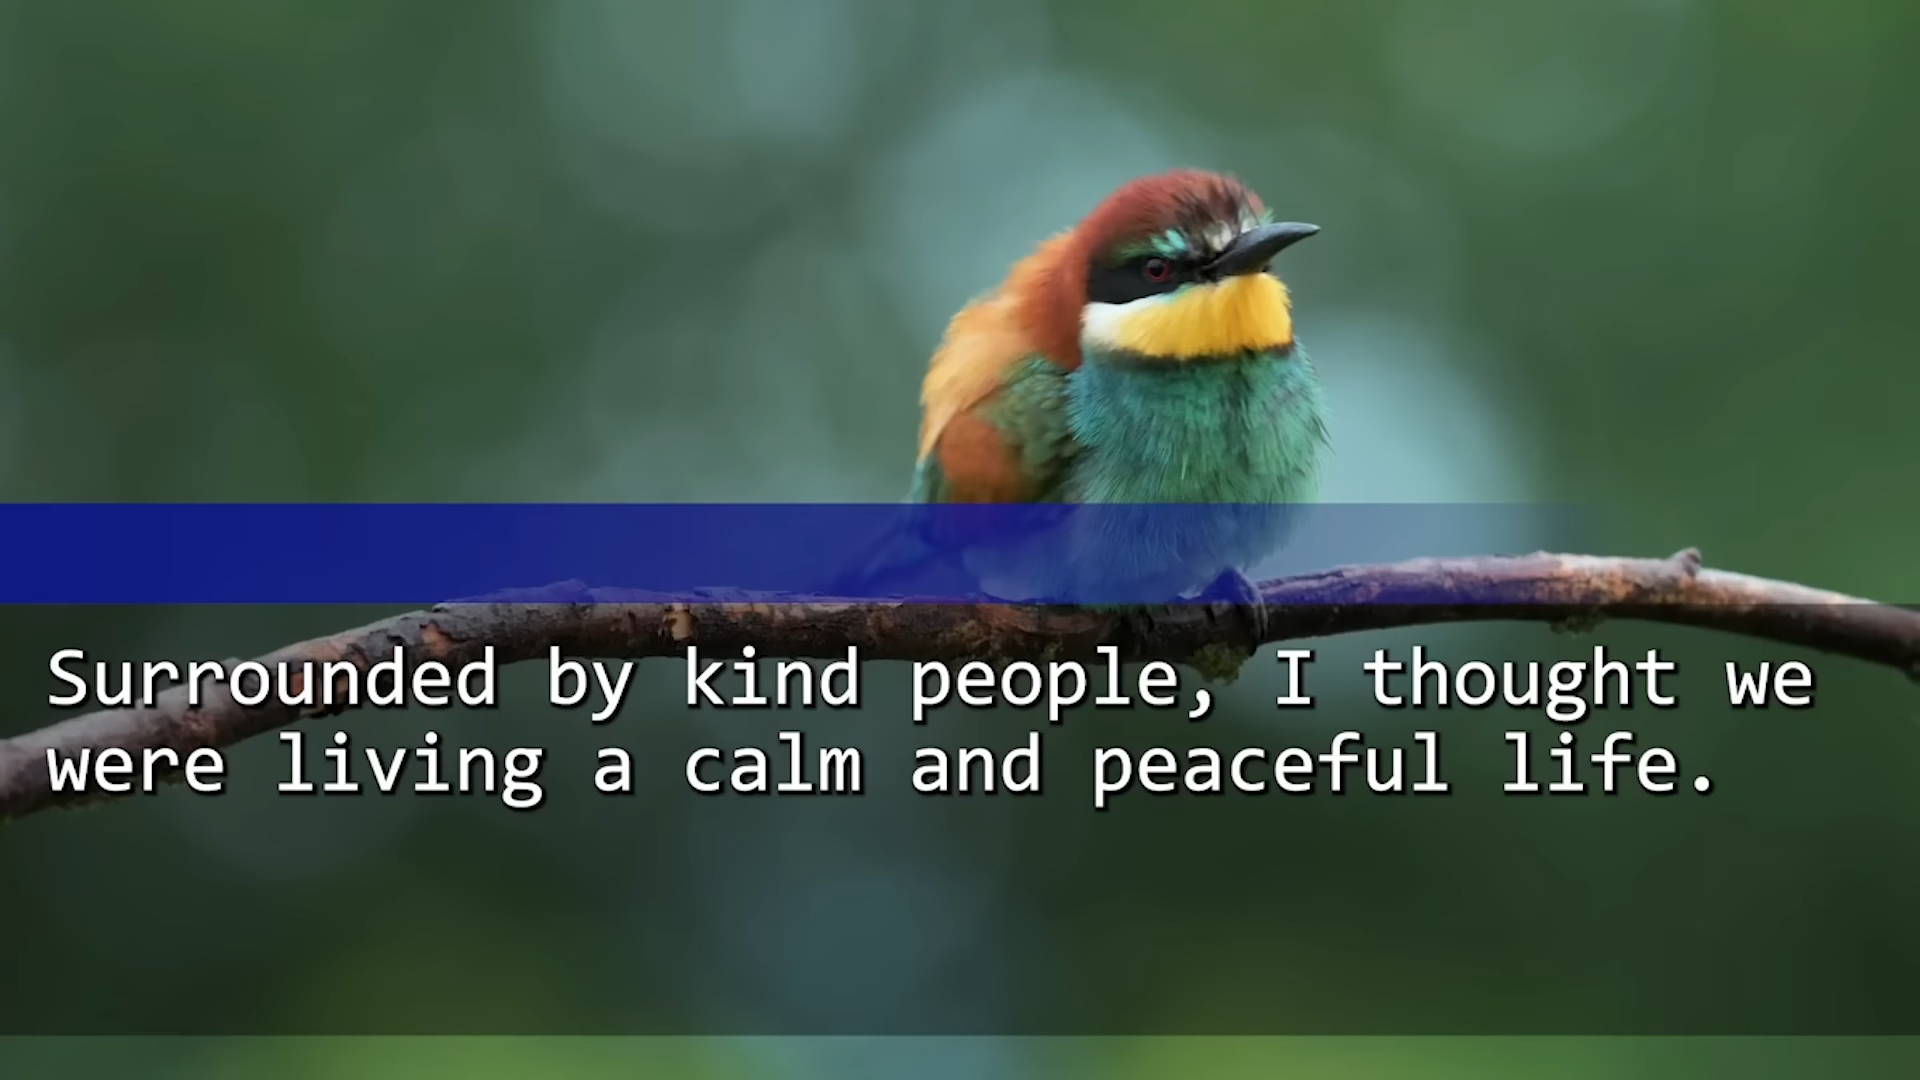 Surrounded by kind people, I thought we
were living a calm and peaceful life.